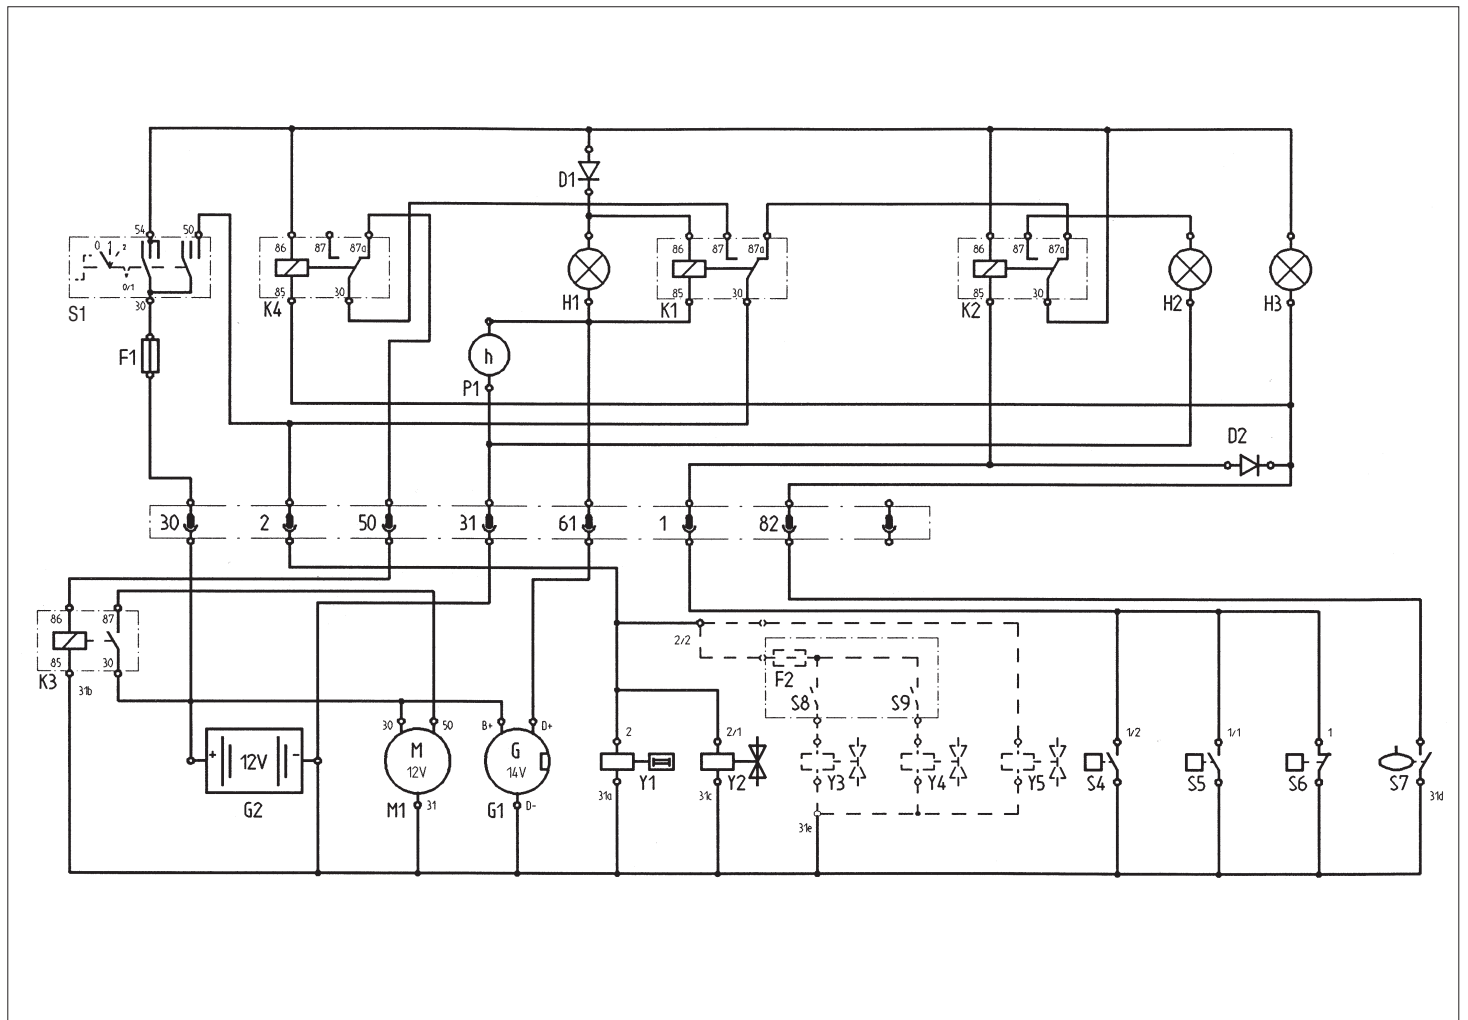 D1
54
50
0 1 2
0/1
30
S1
86
87
87a
85
30
K4
H1
86
87
87a
85
30
K1
86
87
87a
85
30
K2
H2
H3
F1
h
P1
D2
30
2
50
31
61
1
82
86
87
85
30
K3
31b
2/2
F2
S8
S9
30
50
M
12V
M1
31
B+
D+
G
14V
G1
D-
+
12V
-
G2
2
Y1
31a
2/1
Y2
31c
Y3
Y4
Y5
31e
1/2
S4
1/1
S5
1
S6
S7
31d